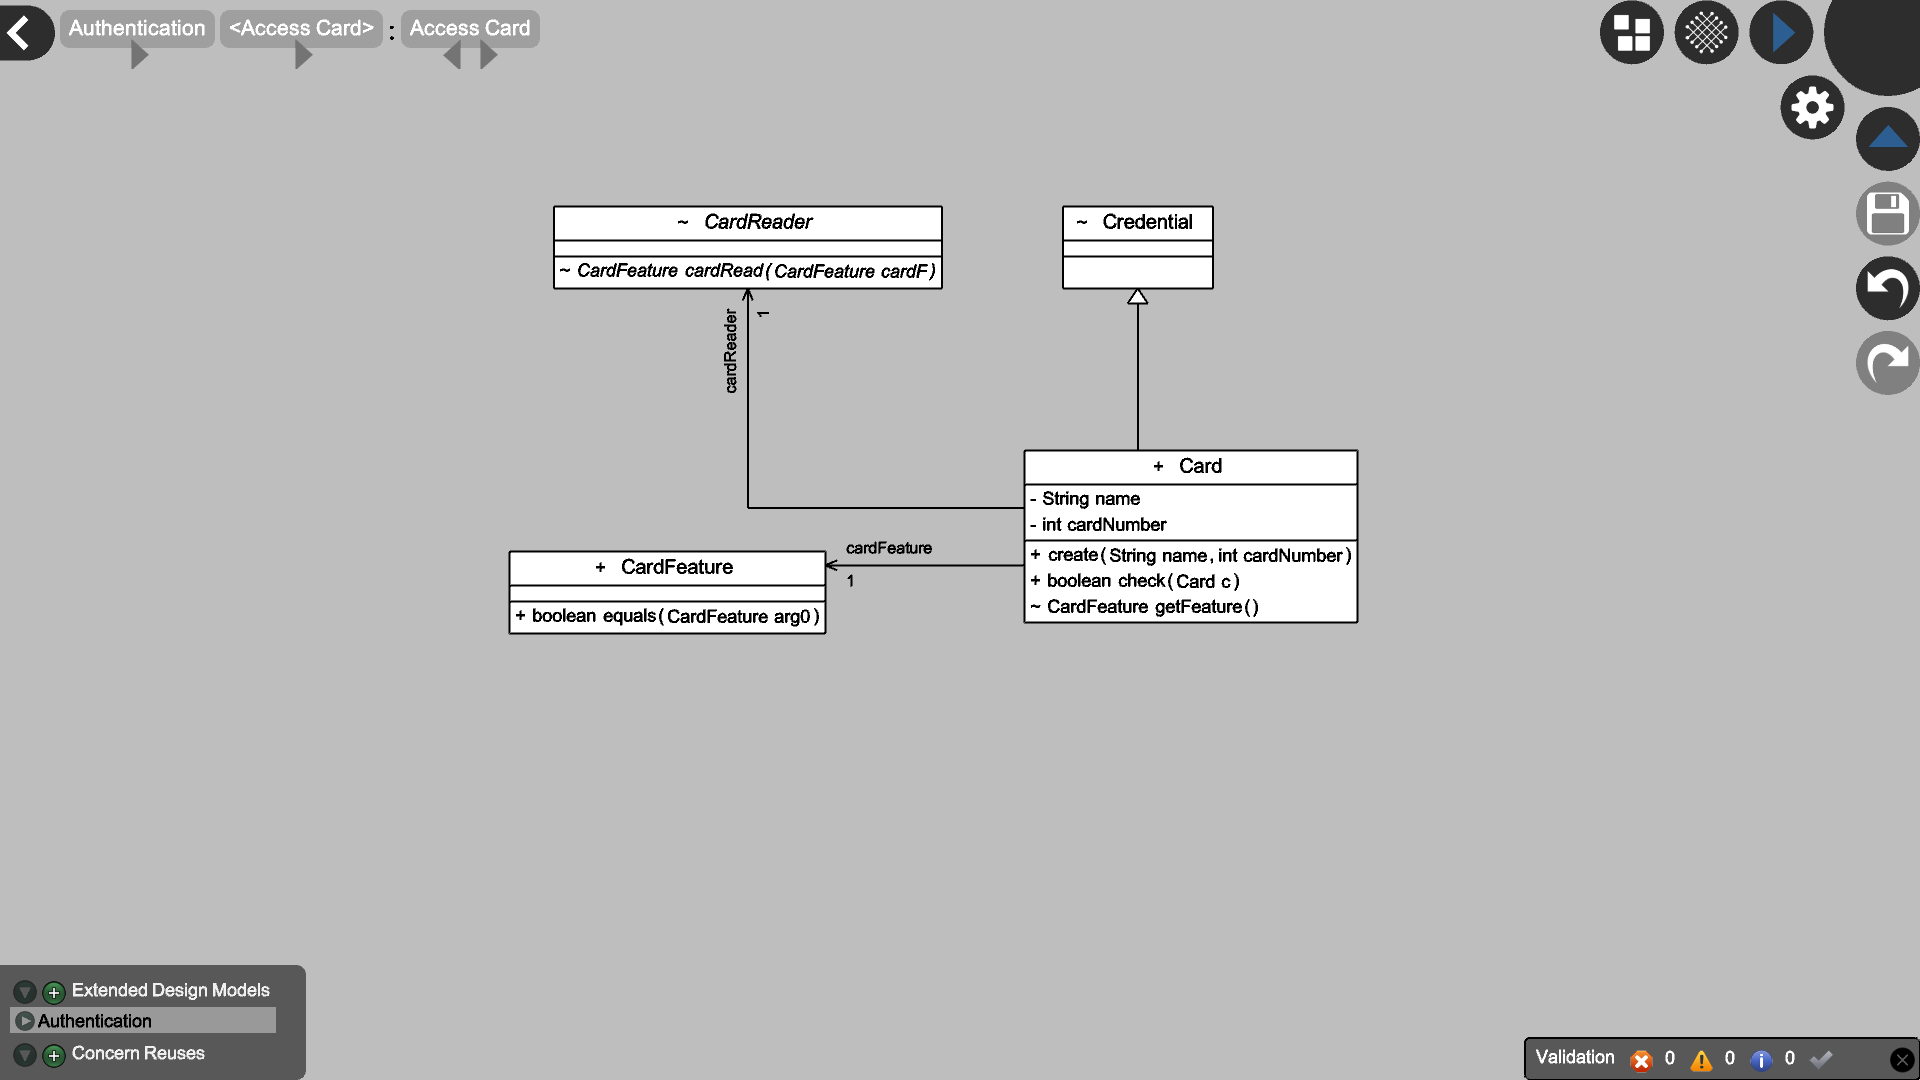 Authentication <Access Card> : Access Card
~ CardReader
~ CardFeature cardRead(CardFeature cardF)
~ Credential
cardReader
1
+ Card
- String name
- int cardNumber
+ create(String name, int cardNumber)
+ boolean check(Card c)
~ CardFeature getFeature()
cardFeature
1
+ CardFeature
+ boolean equals(CardFeature arg0)
Extended Design Models
Authentication
Concern Reuses
Validation 0 0 0